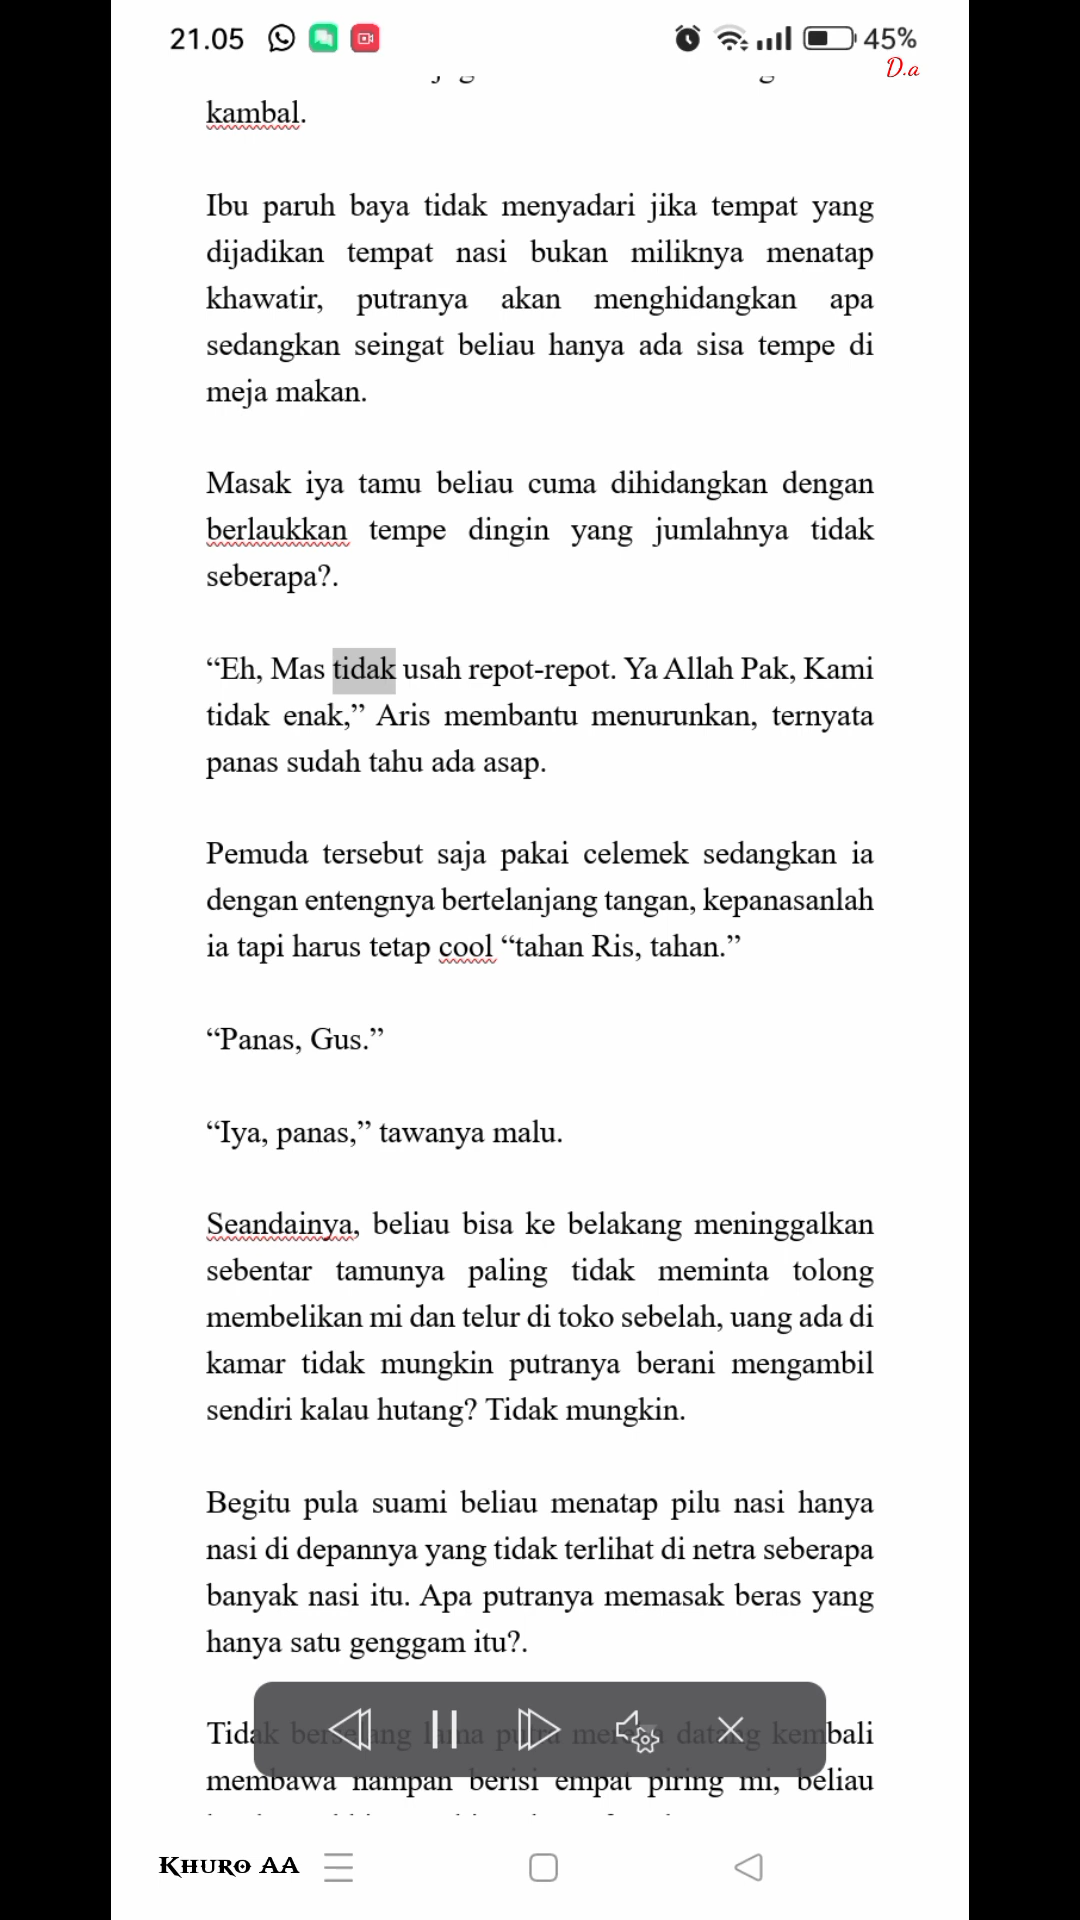 21.05
45%
D.a
kambal.
Ibu paruh baya tidak menyadari jika tempat yang
dijadikan tempat nasi bukan miliknya menatap
khawatir, putranya akan menghidangkan apa
sedangkan seingat beliau hanya ada sisa tempe di
meja makan.
Masak iya tamu beliau cuma dihidangkan dengan
berlaukkan tempe dingin yang jumlahnya tidak
seberapa?.
“Eh, Mas tidak usah repot-repot. Ya Allah Pak, Kami
tidak enak,” Aris membantu menurunkan, ternyata
panas sudah tahu ada asap.
Pemuda tersebut saja pakai celemek sedangkan ia
dengan entengnya bertelanjang tangan, kepanasanlah
ia tapi harus tetap cool “tahan Ris, tahan.”
“Panas, Gus.”
“Iya, panas,” tawanya malu.
Seandainya, beliau bisa ke belakang meninggalkan
sebentar tamunya paling tidak meminta tolong
membelikan mi dan telur di toko sebelah, uang ada di
kamar tidak mungkin putranya berani mengambil
sendiri kalau hutang? Tidak mungkin.
Begitu pula suami beliau menatap pilu nasi hanya
nasi di depannya yang tidak terlihat di netra seberapa
banyak nasi itu. Apa putranya memasak beras yang
hanya satu genggam itu?.
Tidak berselang lama putra mereka datang kembali
membawa nampan berisi empat piring mi, beliau
Khuro AA